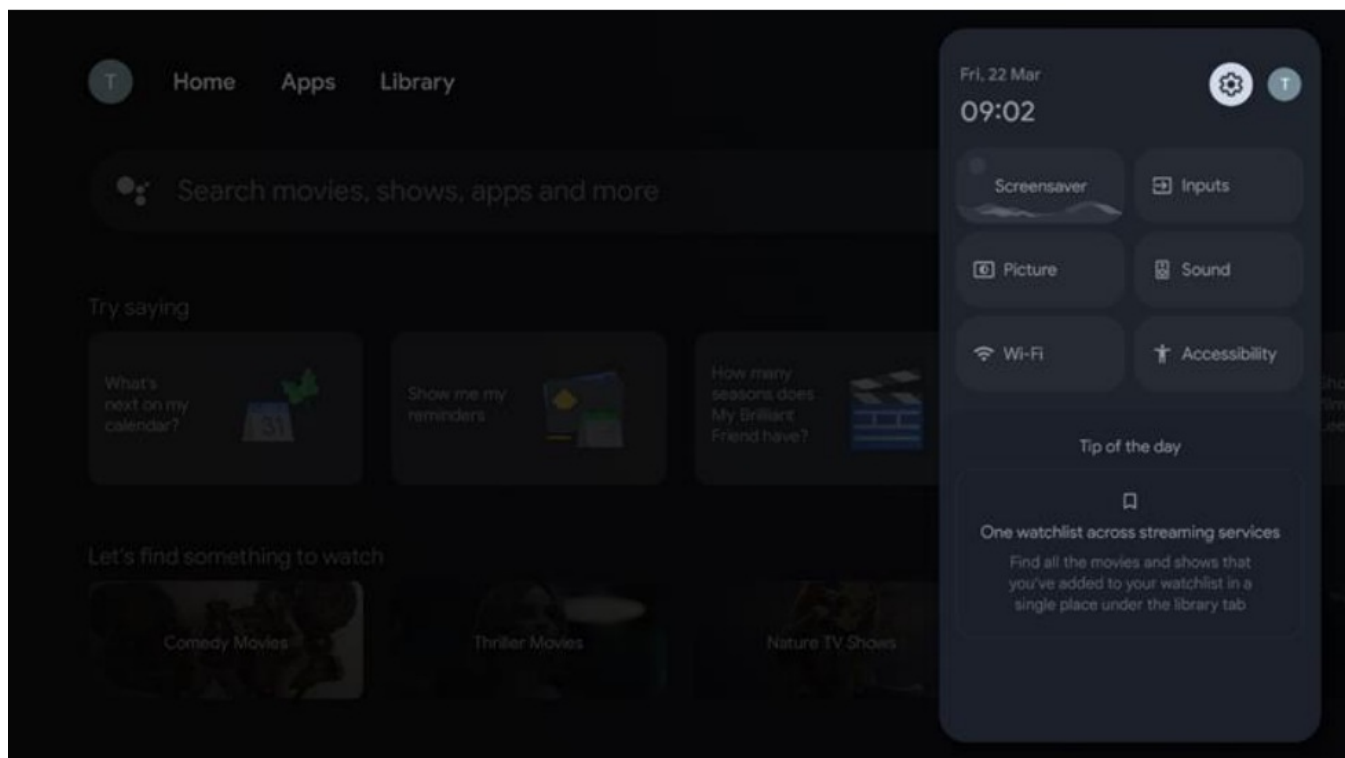 T
Home
Apps
Library
Search movies, shows, apps and more
Try saying
What's
next on my
calendar?
31
Show me my
reminders
How many
seasons does
My Brilliant
Friend have?
Let's find something to watch
Comedy Movies
Thriller Movies
Nature TV Shows
Fri, 22 Mar
09:02
T
Screensaver
Inputs
Picture
Sound
Wi-Fi
Accessibility
Tip of the day
One watchlist across streaming services
Find all the movies and shows that
you've added to your watchlist in a
single place under the library tab